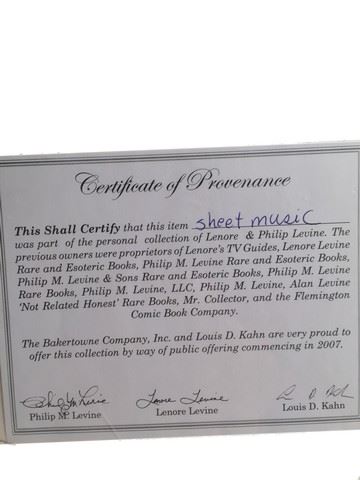 Certificate of Provenance
This Shall Certify that this item sheet music
was part of the personal collection of Lenore & Philip Levine. The
previous owners were proprietors of Lenore's TV Guides, Lenore Levine
Rare and Esoteric Books, Philip M. Levine Rare and Esoteric Books,
Philip M. Levine & Sons Rare and Esoteric Books, Philip M. Levine
Rare Books, Philip M. Levine, LLC, Philip M. Levine, Alan Levine
'Not Related Honest' Rare Books, Mr. Collector, and the Flemington
Comic Book Company.
The Bakertowne Company, Inc. and Louis D. Kahn are very proud to
offer this collection by way of public offering commencing in 2007.
Philip M. Levine Lenore Levine
Philip M. Levine Lenore Levine Louis D. Kahn